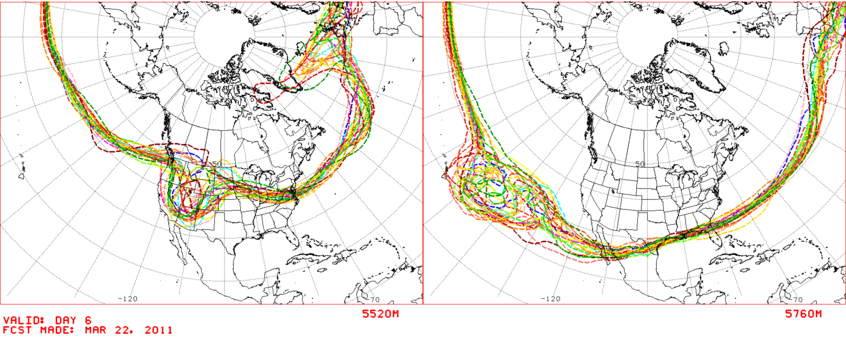 50
50
-120
-70
-120
-70
5520M
5760M
VALID: DAY 6
FCST MADE: MAR 22, 2011